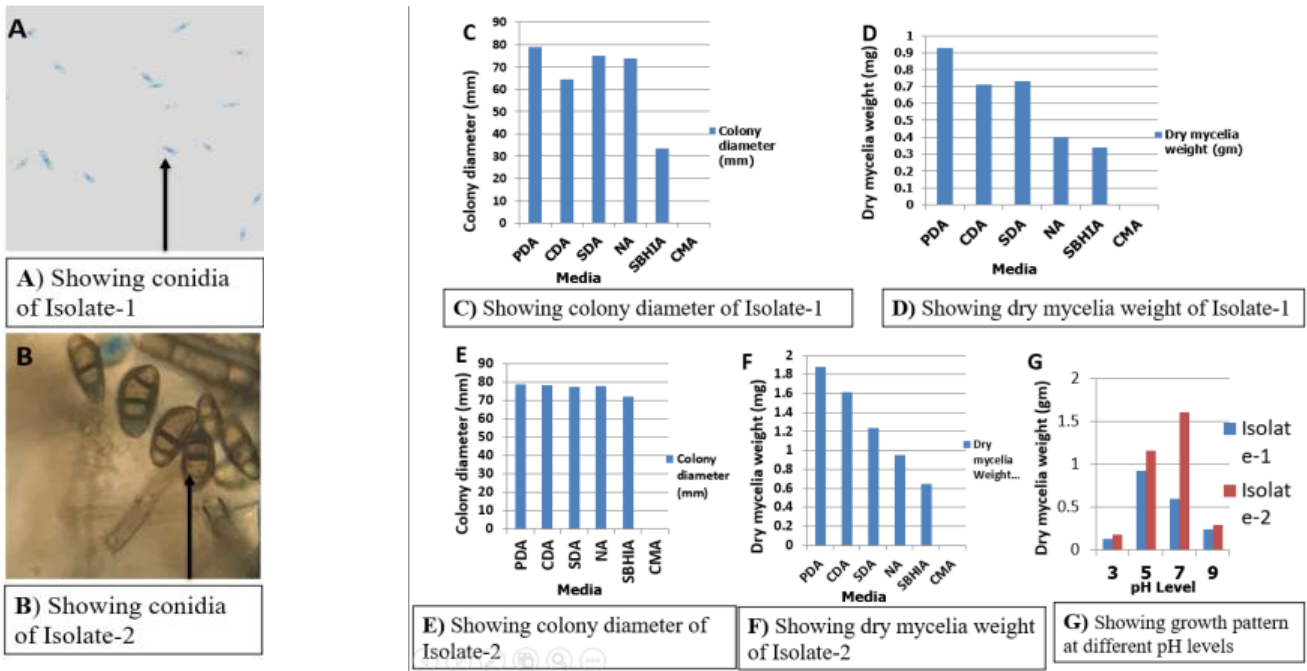 A
A) Showing conidia
of Isolate-1
B
B) Showing conidia
of Isolate-2
C
Colony diameter (mm)
90
80
70
60
50
40
30
20
10
0
PDA
CDA
SDA
NA
SBHIA
CMA
Media
Colony
diameter
(mm)
C) Showing colony diameter of Isolate-1
D
Dry mycelia weight (mg)
1
0.9
0.8
0.7
0.6
0.5
0.4
0.3
0.2
0.1
0
PDA
CDA
SDA
NA
SBHIA
CMA
Media
Dry mycelia
weight (gm)
D) Showing dry mycelia weight of Isolate-1
E
Colony diameter (mm)
90
80
70
60
50
40
30
20
10
0
PDA
CDA
SDA
NA
SBHIA
CMA
Media
Colony
diameter
(mm)
E) Showing colony diameter of
Isolate-2
F
Dry mycelia weight (mg)
2
1.8
1.6
1.4
1.2
1
0.8
0.6
0.4
0.2
0
PDA
CDA
SDA
NA
SBHIA
CMA
Media
Dry
mycelia
Weight...
F) Showing dry mycelia weight
of Isolate-2
G
Dry mycelia weight (gm)
2
1.5
1
0.5
0
3 5 7 9
pH Level
Isolat
e-1
Isolat
e-2
G) Showing growth pattern
at different pH levels